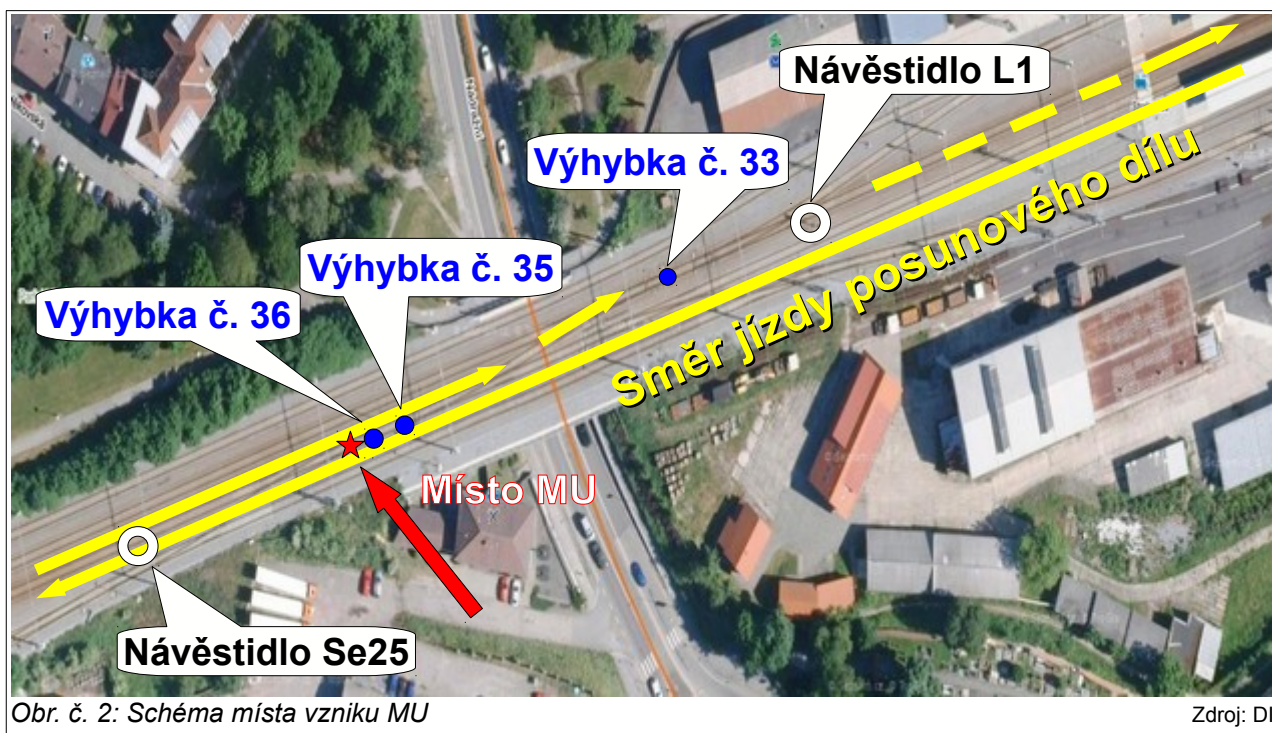 Návěstidlo L1
Výhybka č. 33
Výhybka č. 35
Výhybka č. 36
Směr jízdy posunového dílu
Místo MU
Návěstidlo Se25
Obr. č. 2: Schéma místa vzniku MU
Zdroj: DI